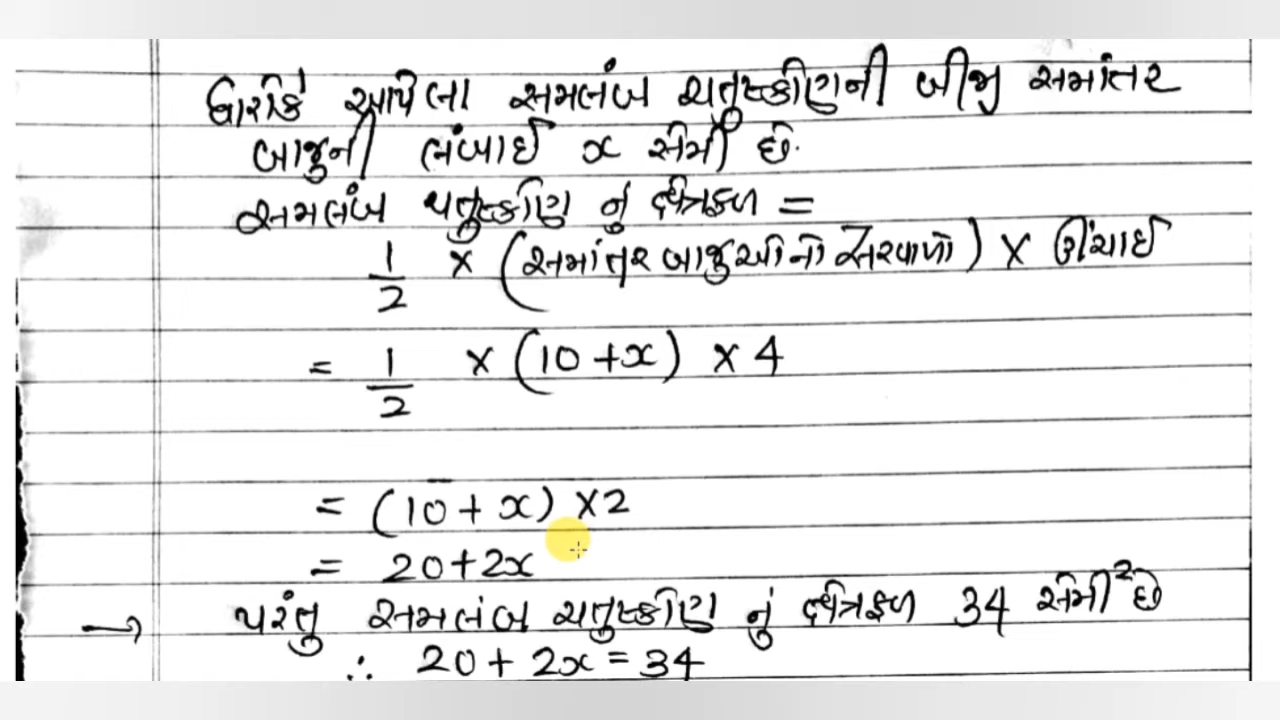 ધારોકે આપેલા સમલંબ ચતુષ્કોણની બીજી સમાંતર
બાજુની લંબાઈ x સેમી છે.
સમલંબ ચતુષ્કોણ નું ક્ષેત્રફળ =
1/2 × (સમાંતર બાજુઓનો સરવાળો) × ઊંચાઈ
= 1/2 × (10 + x) × 4
= (10 + x) × 2
= 20 + 2x
→ પરંતુ સમલંબ ચતુષ્કોણ નું ક્ષેત્રફળ 34 સેમી² છે
∴ 20 + 2x = 34